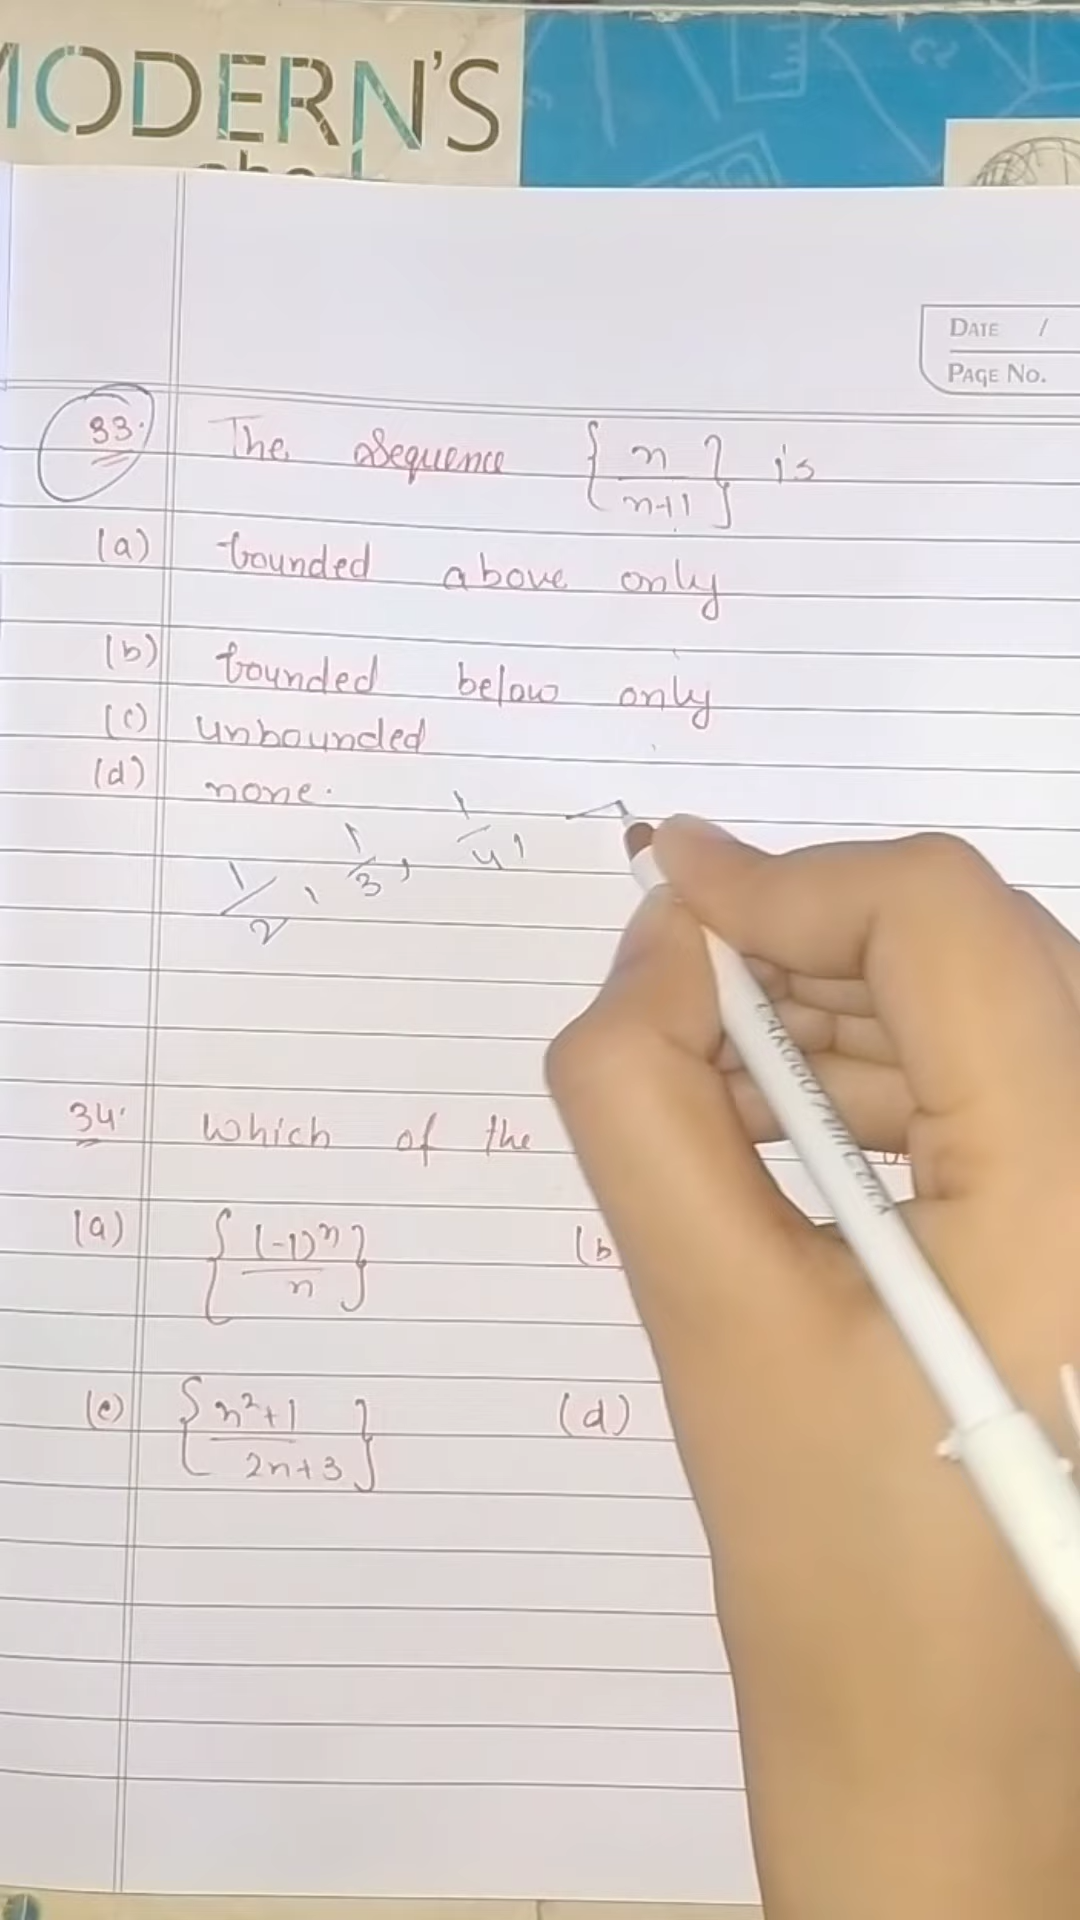 MODERN'S
DATE /
PAGE NO.
33. The sequence { n / n+1 } is
(a) bounded above only
(b) bounded below only
(c) unbounded
(d) none.
1/2, 1/3, 1/4,
34. Which of the
(a) { (-1)^n / n } (b
(c) { n²+1 / 2n+3 } (d)